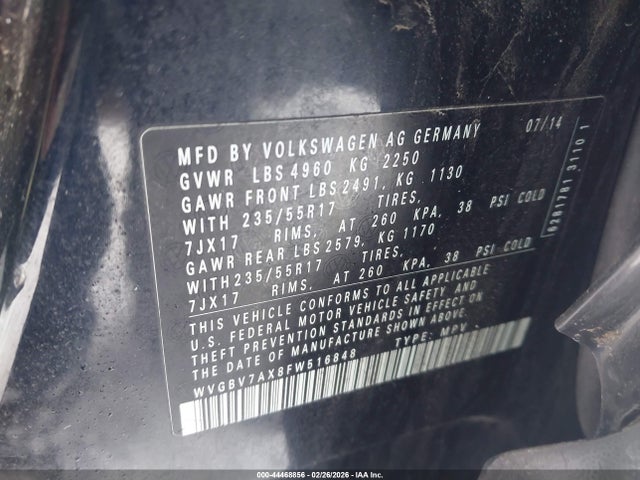 MFD BY VOLKSWAGEN AG GERMANY 07/14
GVWR LBS 4960 KG 2250
GAWR FRONT LBS 2491, KG 1130
WITH 235/55R17 TIRES,
7JX17 RIMS, AT 260 KPA, 38 PSI COLD
GAWR REAR LBS 2579, KG 1170
WITH 235/55R17 TIRES,
7JX17 RIMS, AT 260 KPA, 38 PSI COLD
THIS VEHICLE CONFORMS TO ALL APPLICABLE
U.S. FEDERAL MOTOR VEHICLE SAFETY, AND
THEFT PREVENTION STANDARDS IN EFFECT ON
THE DATE OF MANUFACTURE SHOWN ABOVE.
WVGBV7AX8FW516848 TYPE: MPV
000-44468856 | 02/26/2026 | IAA Inc.